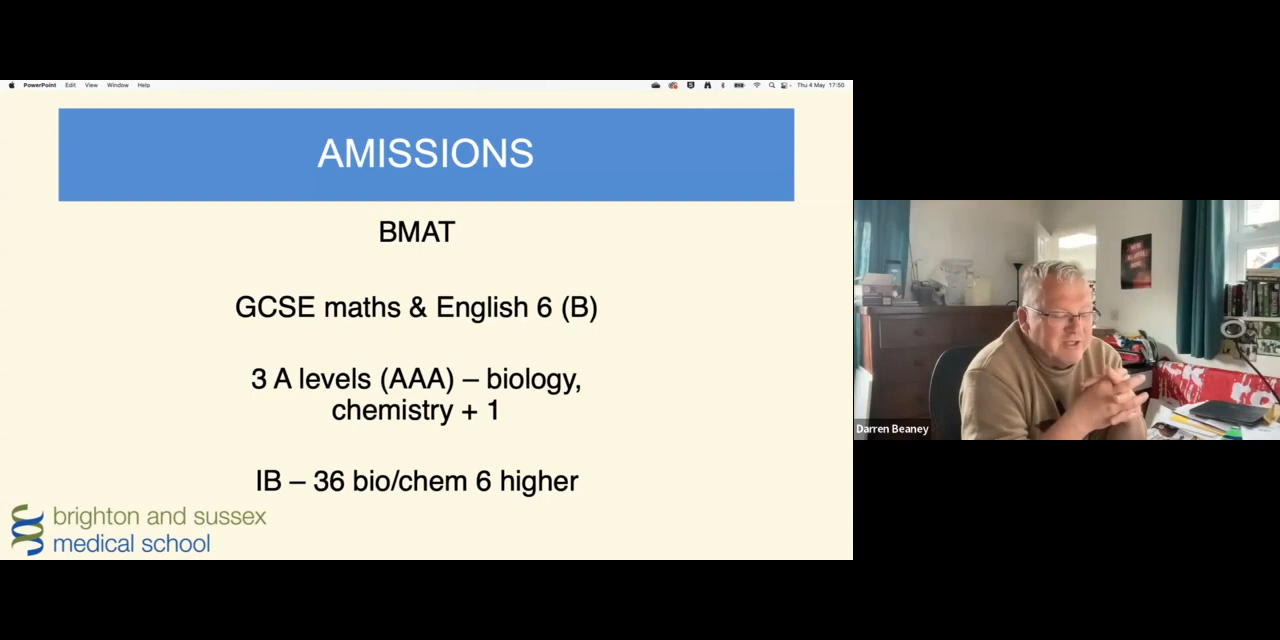 PowerPoint Edit View Window Help
Thu 4 May 17:50
AMISSIONS
BMAT
GCSE maths & English 6 (B)
3 A levels (AAA) – biology,
chemistry + 1
IB – 36 bio/chem 6 higher
brighton and sussex
medical school
Darren Beaney